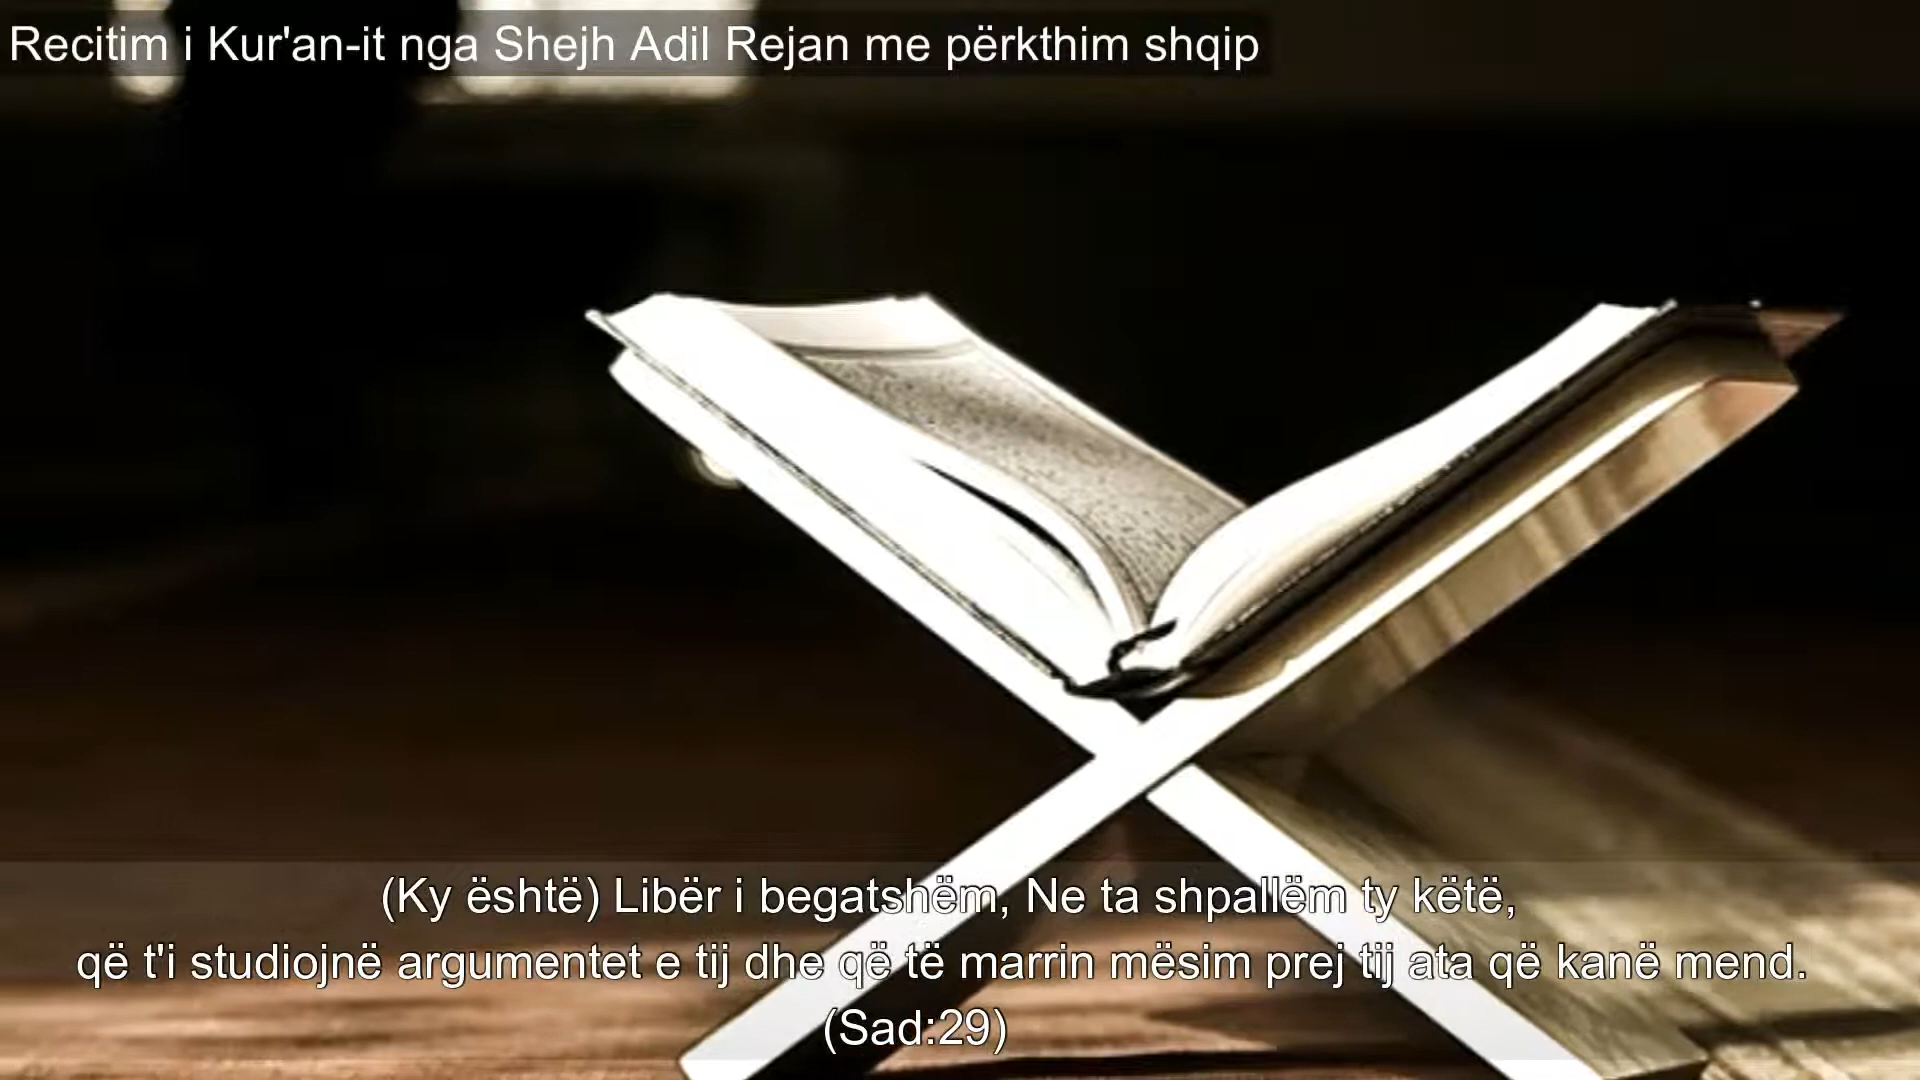 Recitim i Kur'an-it nga Shejh Adil Rejan me përkthim shqip
(Ky është) Libër i begatshëm, Ne ta shpallëm ty këtë,
që t'i studiojnë argumentet e tij dhe që të marrin mësim prej tij ata që kanë mend.
(Sad:29)